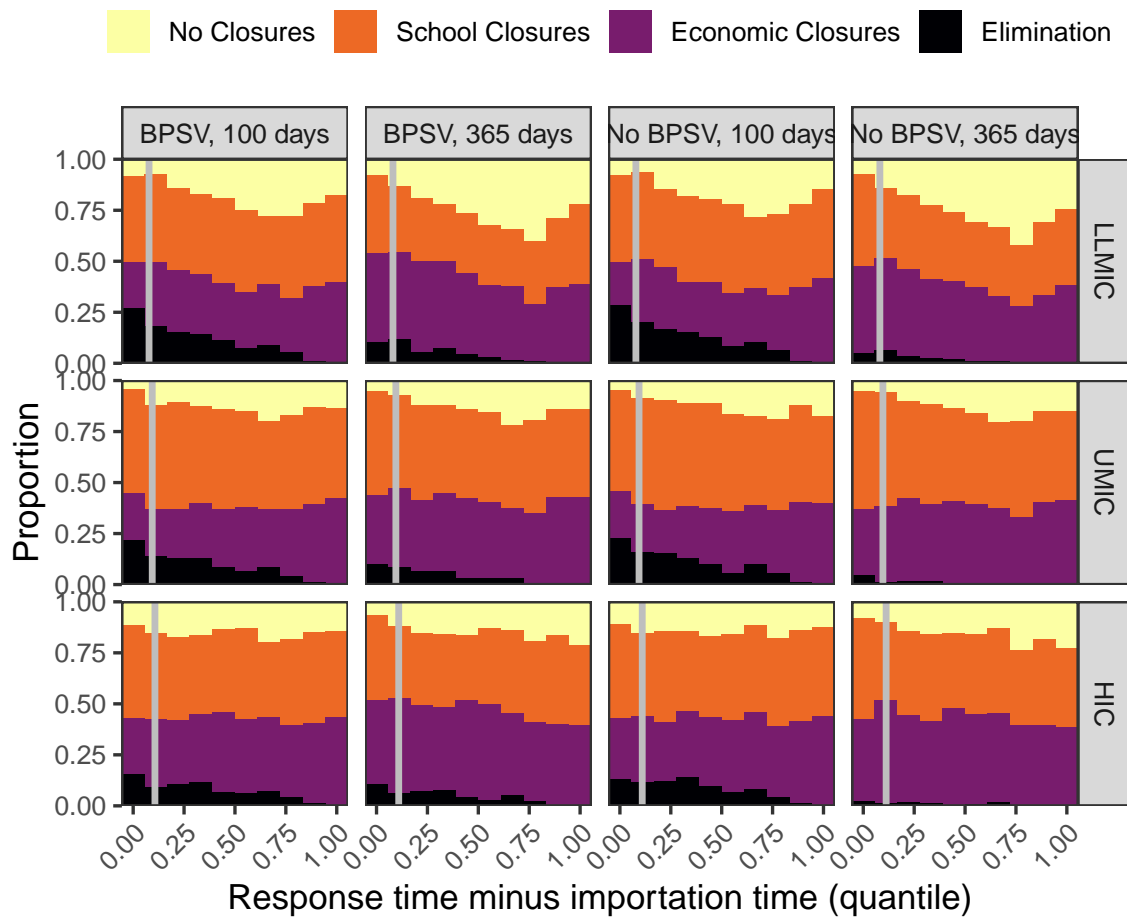 No Closures School Closures Economic Closures Elimination
BPSV, 100 days BPSV, 365 days No BPSV, 100 days No BPSV, 365 days
1.00
0.75
0.50
0.25
0.00
LLMIC
1.00
0.75
0.50
0.25
0.00
UMIC
1.00
0.75
0.50
0.25
0.00
HIC
Proportion
0.00 0.25 0.50 0.75 1.00 0.00 0.25 0.50 0.75 1.00 0.00 0.25 0.50 0.75 1.00 0.00 0.25 0.50 0.75 1.00
Response time minus importation time (quantile)